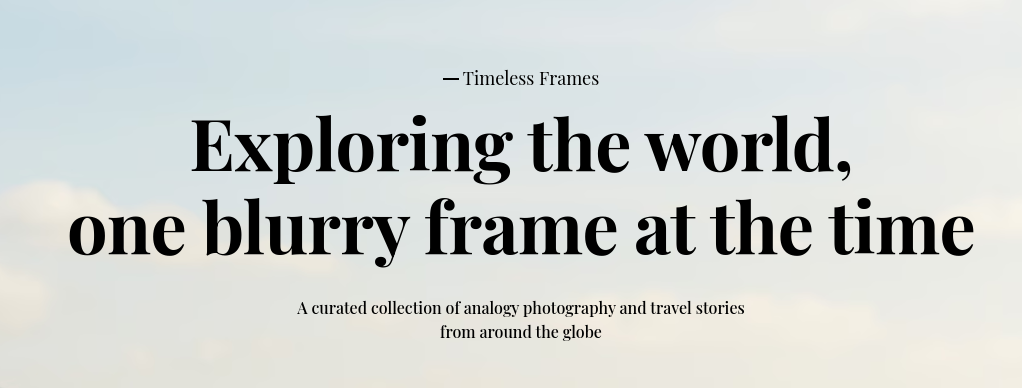 — Timeless Frames
Exploring the world,
one blurry frame at the time
A curated collection of analogy photography and travel stories
from around the globe